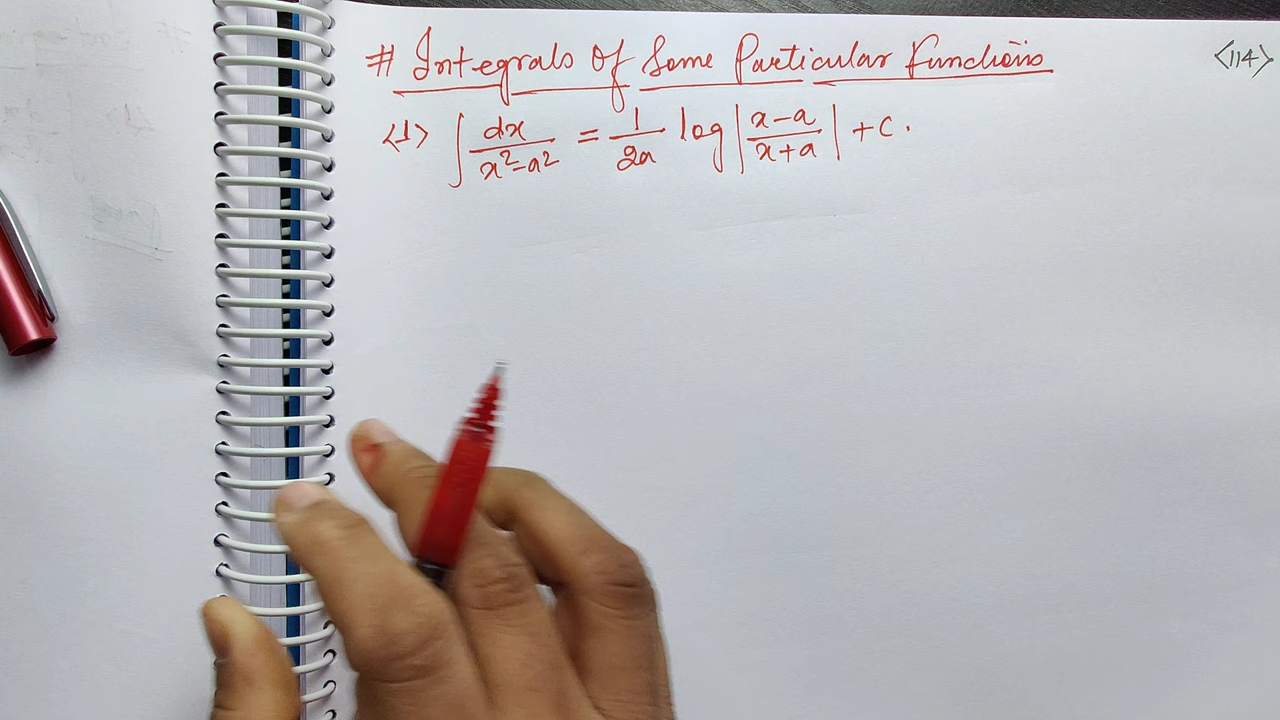 # Integrals Of Some Particular Functions
<114>
<1> ∫ dx/(x²-a²) = 1/2a log |(x-a)/(x+a)| + c.